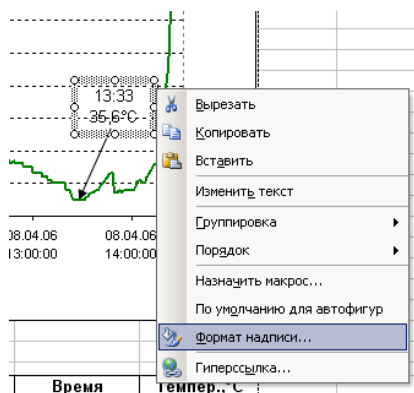 13:33
35,6°C
Вырезать
Копировать
Вставить
Изменить текст
Группировка
Порядок
Назначить макрос...
По умолчанию для автофигур
Формат надписи...
Гиперссылка...
08.04.06 08.04.06
13:00:00 14:00:00
Время Темпер.,°C